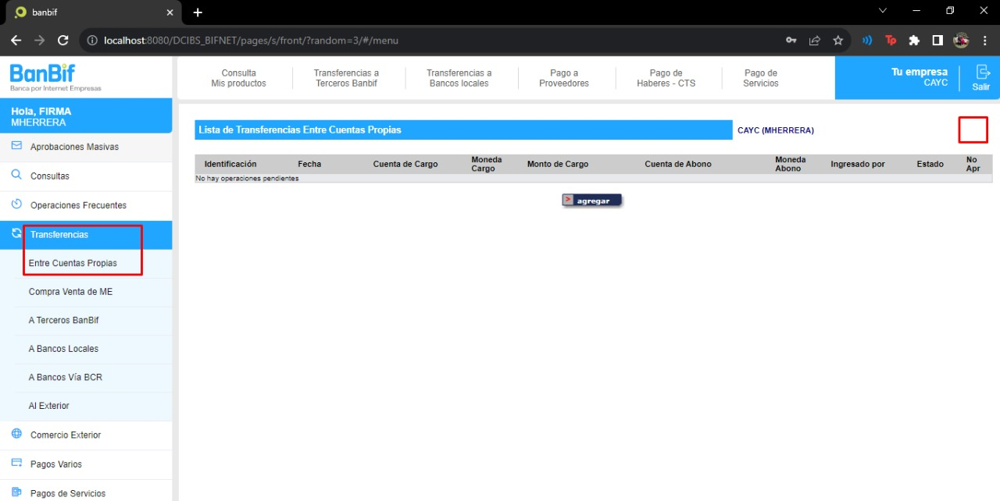 banbif
localhost:8080/DCIBS_BIFNET/pages/s/front/?random=3/#/menu
Tp
BanBif
Banca por Internet Empresas
Consulta
Mis productos
Transferencias a
Terceros Banbif
Transferencias a
Bancos locales
Pago a
Proveedores
Pago de
Haberes - CTS
Pago de
Servicios
Tu empresa
CAYC
Salir
Hola, FIRMA
MHERRERA
Aprobaciones Masivas
Consultas
Operaciones Frecuentes
Transferencias
Entre Cuentas Propias
Compra Venta de ME
A Terceros BanBif
A Bancos Locales
A Bancos Vía BCR
Al Exterior
Comercio Exterior
Pagos Varios
Pagos de Servicios
Lista de Transferencias Entre Cuentas Propias
CAYC (MHERRERA)
Identificación
Fecha
Cuenta de Cargo
Moneda
Cargo
Monto de Cargo
Cuenta de Abono
Moneda
Abono
Ingresado por
Estado
No
Apr
No hay operaciones pendientes
agregar